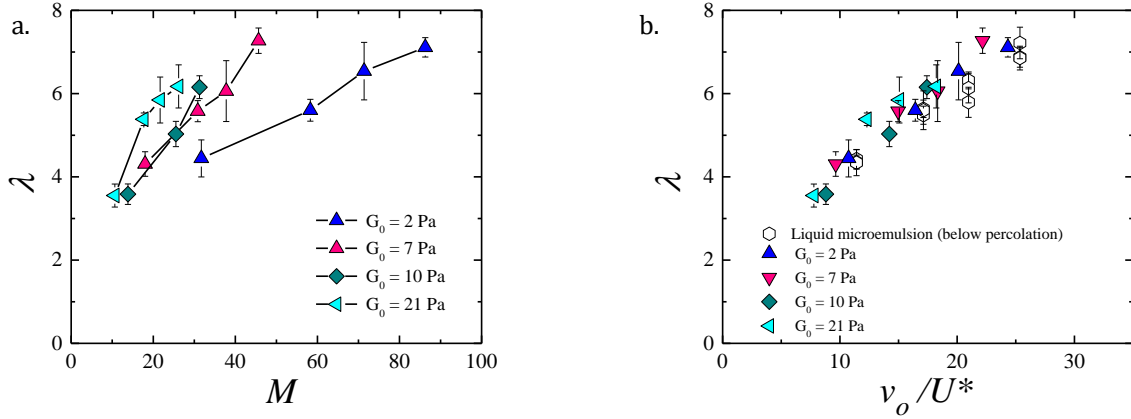 a.
8
6
4
2
0
λ
0 20 40 60 80 100
M
G0 = 2 Pa
G0 = 7 Pa
G0 = 10 Pa
G0 = 21 Pa
b.
8
6
4
2
0
λ
0 10 20 30
vo /U*
Liquid microemulsion (below percolation)
G0 = 2 Pa
G0 = 7 Pa
G0 = 10 Pa
G0 = 21 Pa